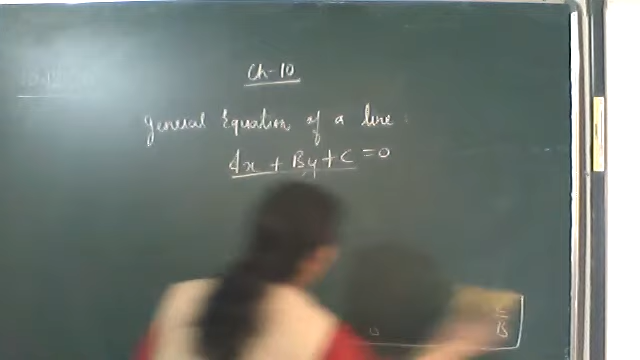 Ch-10
General Equation of a line :
Ax + By + C = 0
C
B